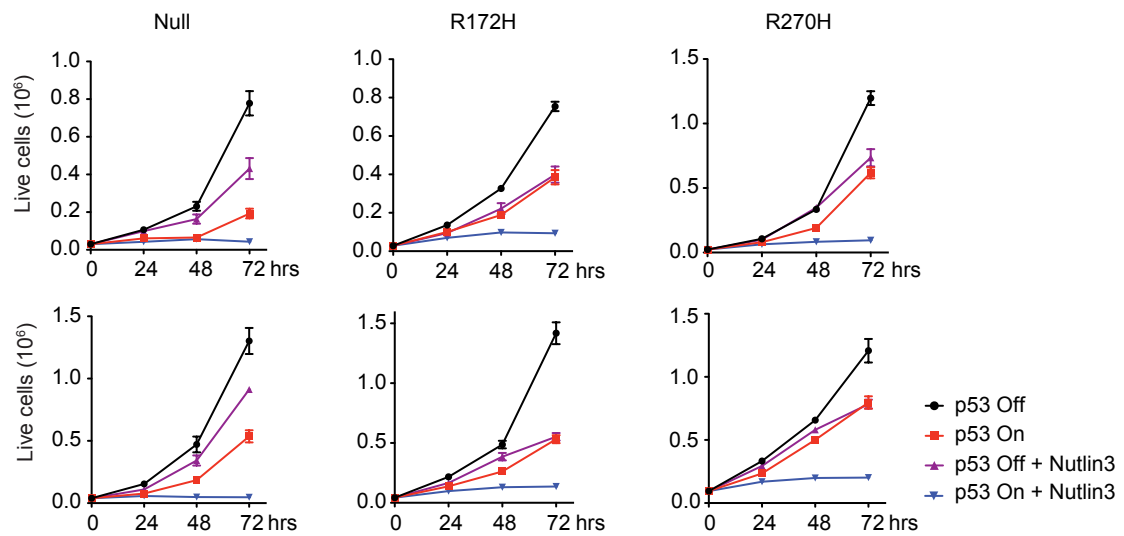 Null
R172H
R270H
Live cells (10⁶)
1.0
0.8
0.6
0.4
0.2
0.0
0 24 48 72 hrs
1.0
0.8
0.6
0.4
0.2
0.0
0 24 48 72 hrs
1.5
1.0
0.5
0.0
0 24 48 72 hrs
Live cells (10⁶)
1.5
1.0
0.5
0.0
0 24 48 72 hrs
1.5
1.0
0.5
0.0
0 24 48 72 hrs
1.5
1.0
0.5
0.0
0 24 48 72 hrs
p53 Off
p53 On
p53 Off + Nutlin3
p53 On + Nutlin3